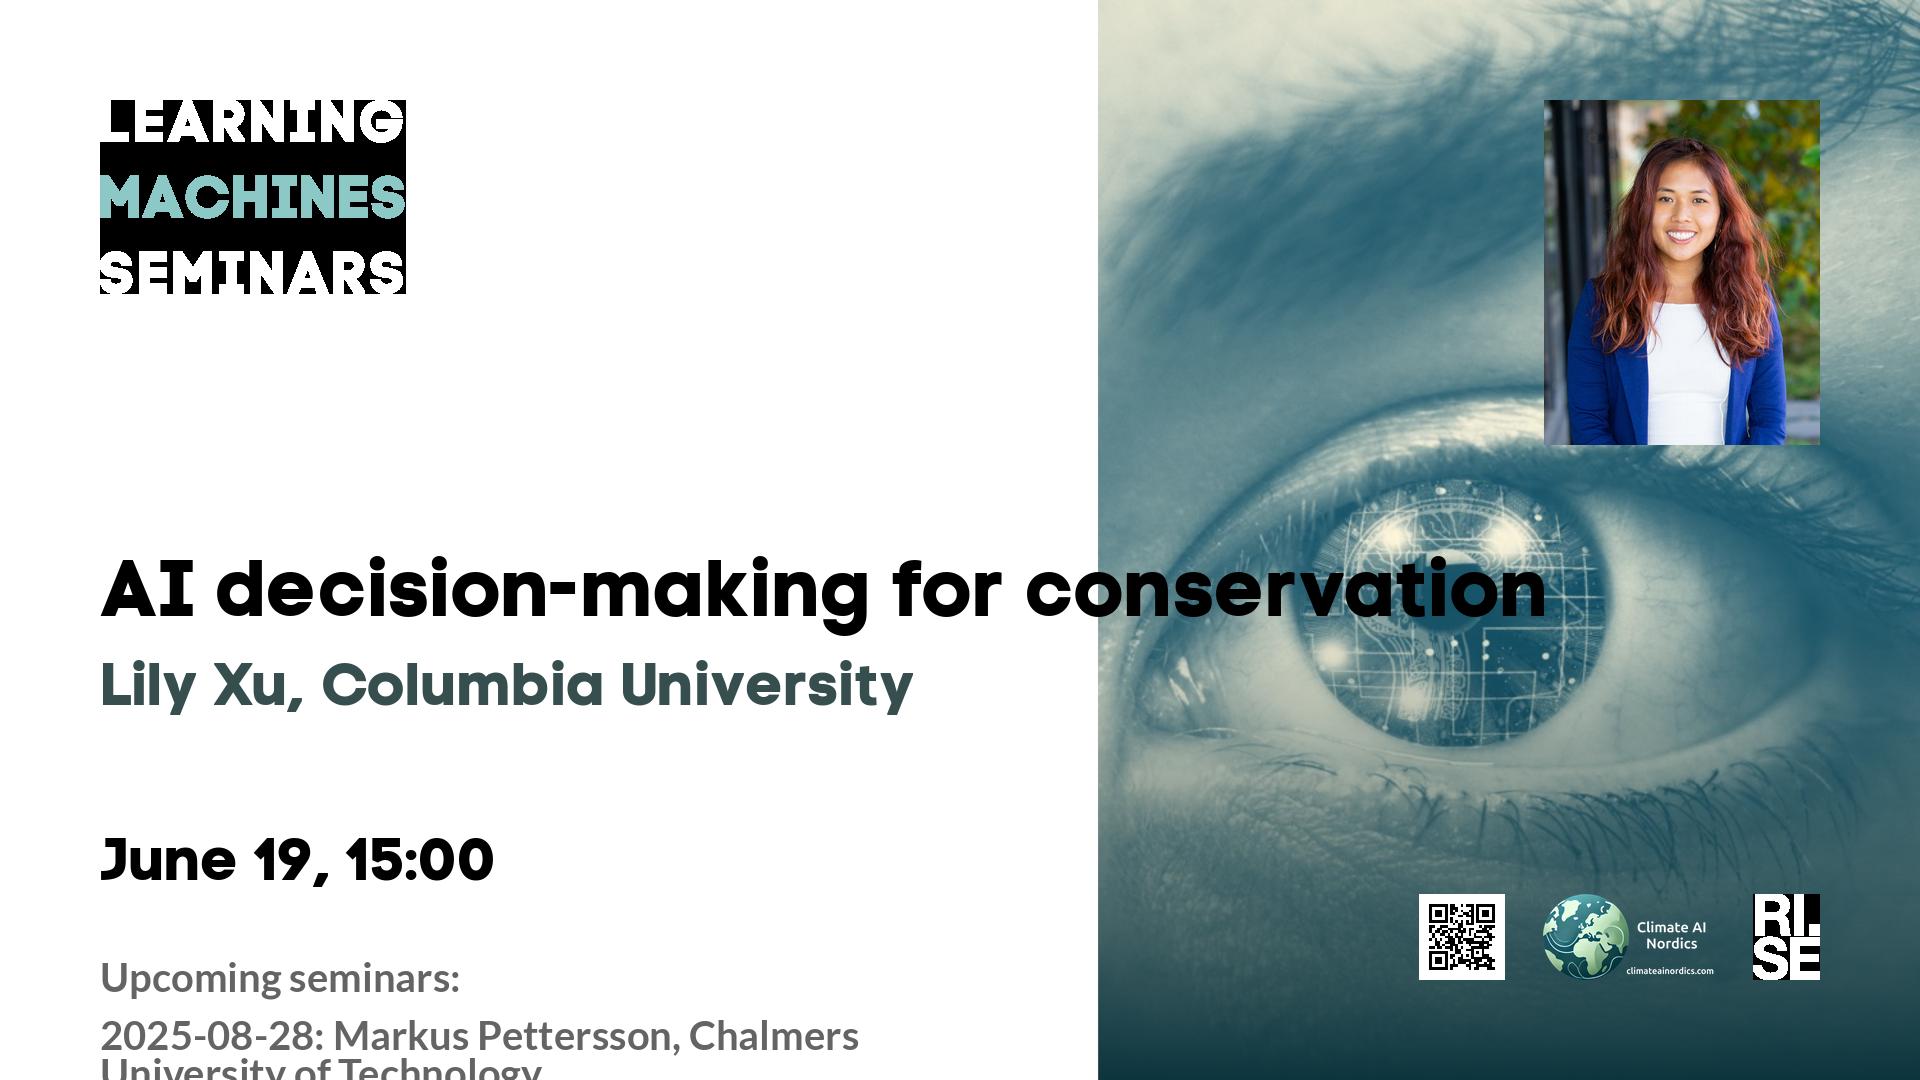 LEARNING
MACHINES
SEMINARS
AI decision-making for conservation
Lily Xu, Columbia University
June 19, 15:00
Upcoming seminars:
2025-08-28: Markus Pettersson, Chalmers
University of Technology
Climate AI
Nordics
climateainordics.com
RI.
SE